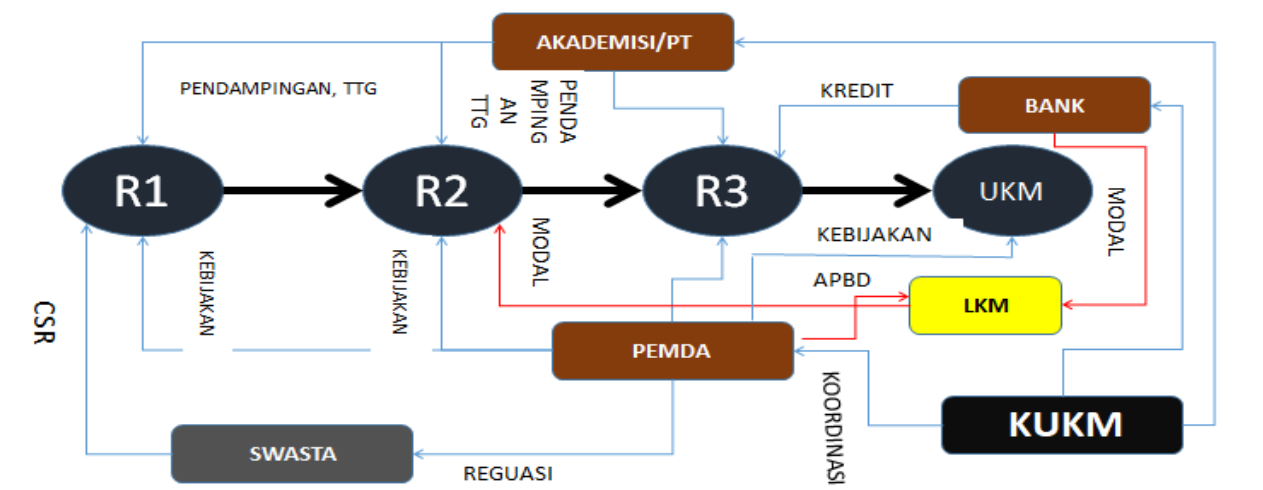 AKADEMISI/PT
PENDAMPINGAN, TTG
PENDA
MPING
AN
TTG
KREDIT
BANK
R1
R2
R3
UKM
MODAL
MODAL
KEBIJAKAN
KEBIJAKAN
KEBIJAKAN
APBD
LKM
CSR
PEMDA
KOORDINASI
KUKM
SWASTA
REGUASI